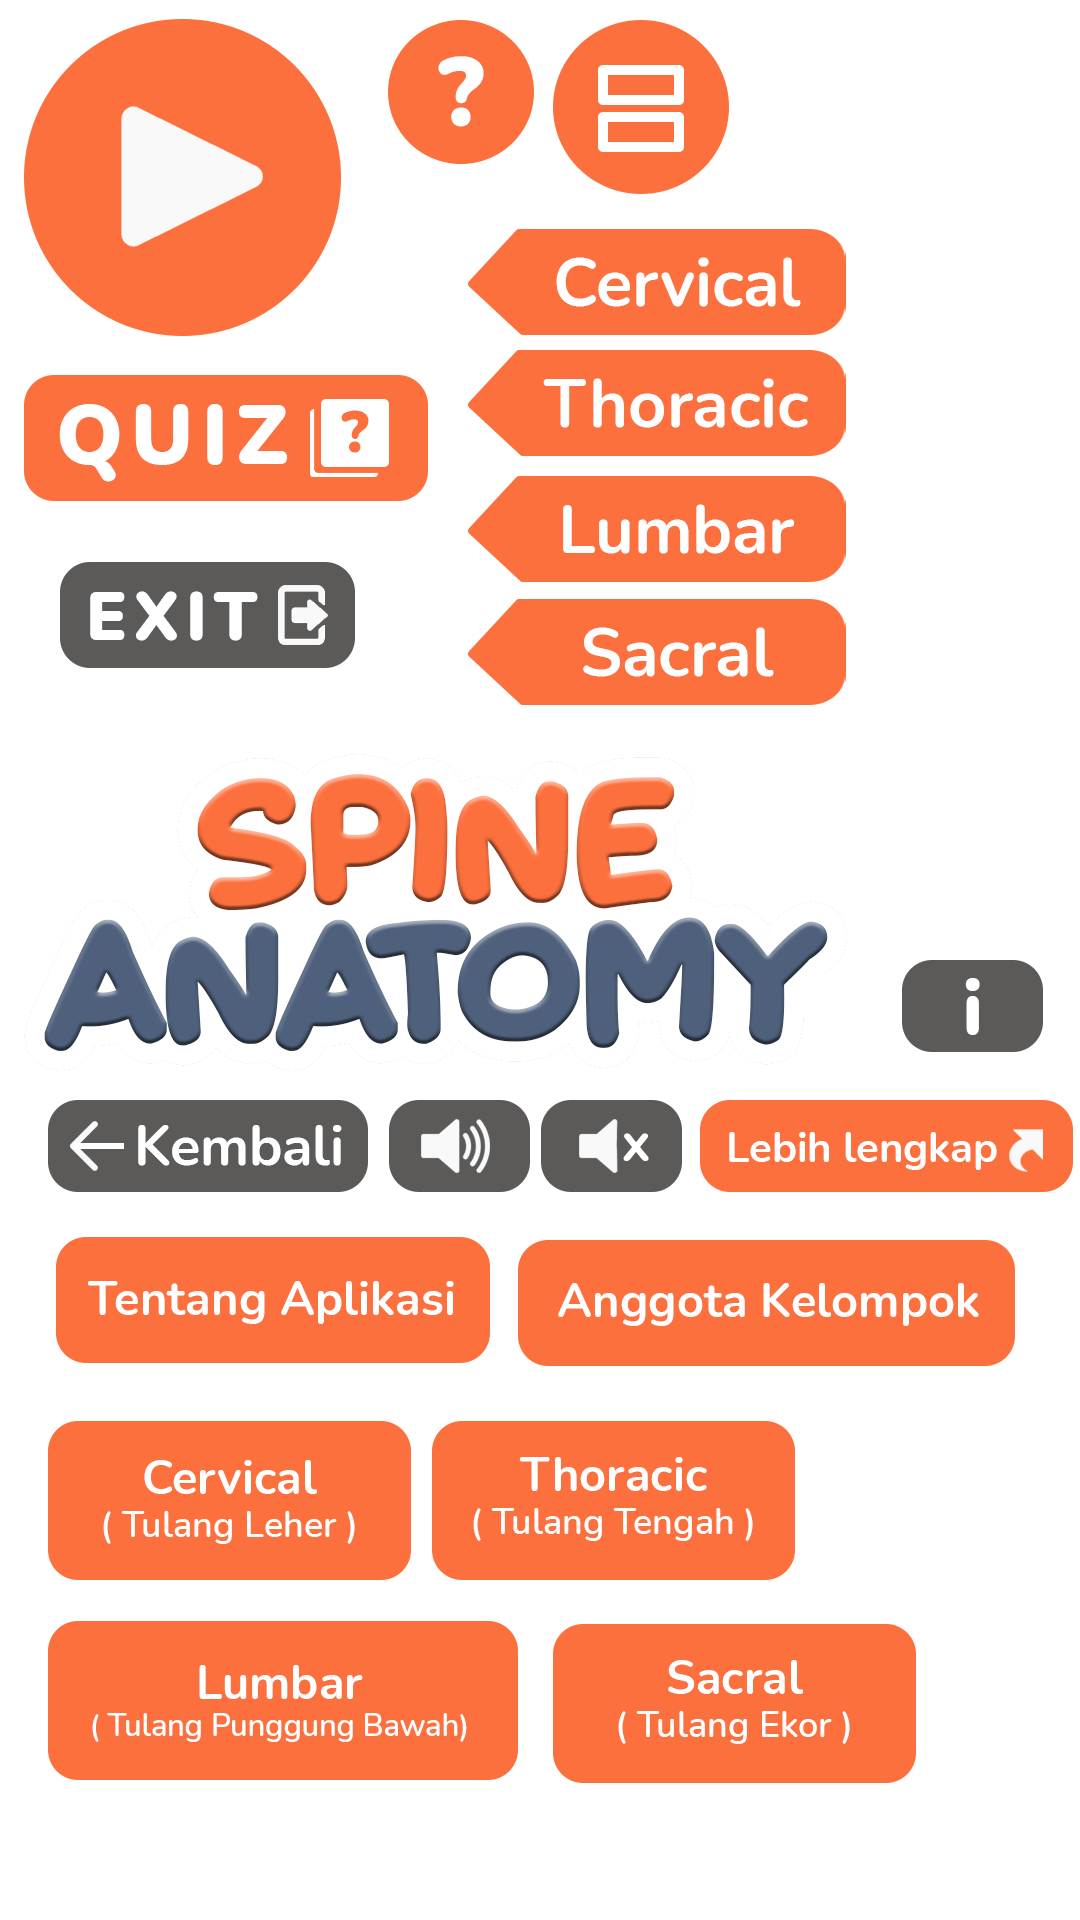 ?
Cervical
Thoracic
QUIZ ?
Lumbar
EXIT
Sacral
SPINE
ANATOMY
i
Kembali
x
Lebih lengkap
Tentang Aplikasi
Anggota Kelompok
Cervical
( Tulang Leher )
Thoracic
( Tulang Tengah )
Lumbar
( Tulang Punggung Bawah)
Sacral
( Tulang Ekor )